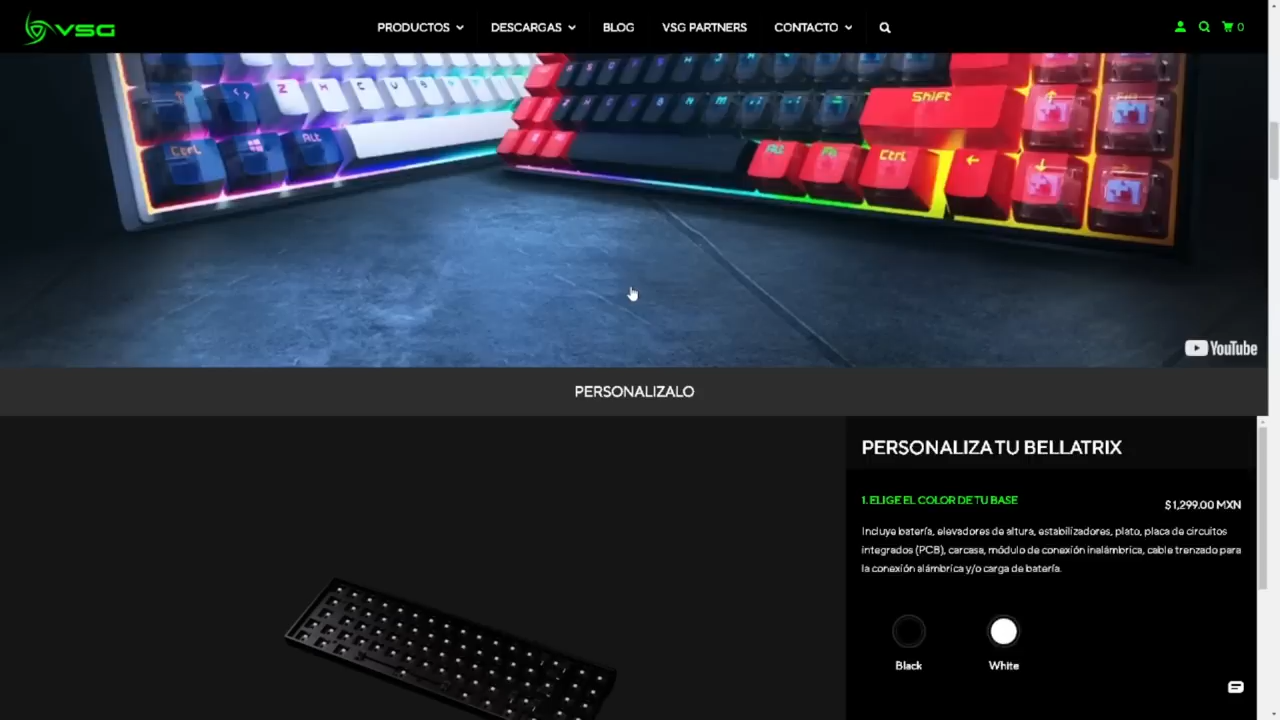 VSG
PRODUCTOS
DESCARGAS
BLOG
VSG PARTNERS
CONTACTO
0
Z
Shift
Ctrl
Alt
Alt
Fn
Ctrl
YouTube
PERSONALIZALO
PERSONALIZA TU BELLATRIX
1. ELIGE EL COLOR DE TU BASE
$1,299.00 MXN
Incluye batería, elevadores de altura, estabilizadores, plato, placa de circuitos
integrados (PCB), carcasa, módulo de conexión inalámbrica, cable trenzado para
la conexión alámbrica y/o carga de batería.
Black
White